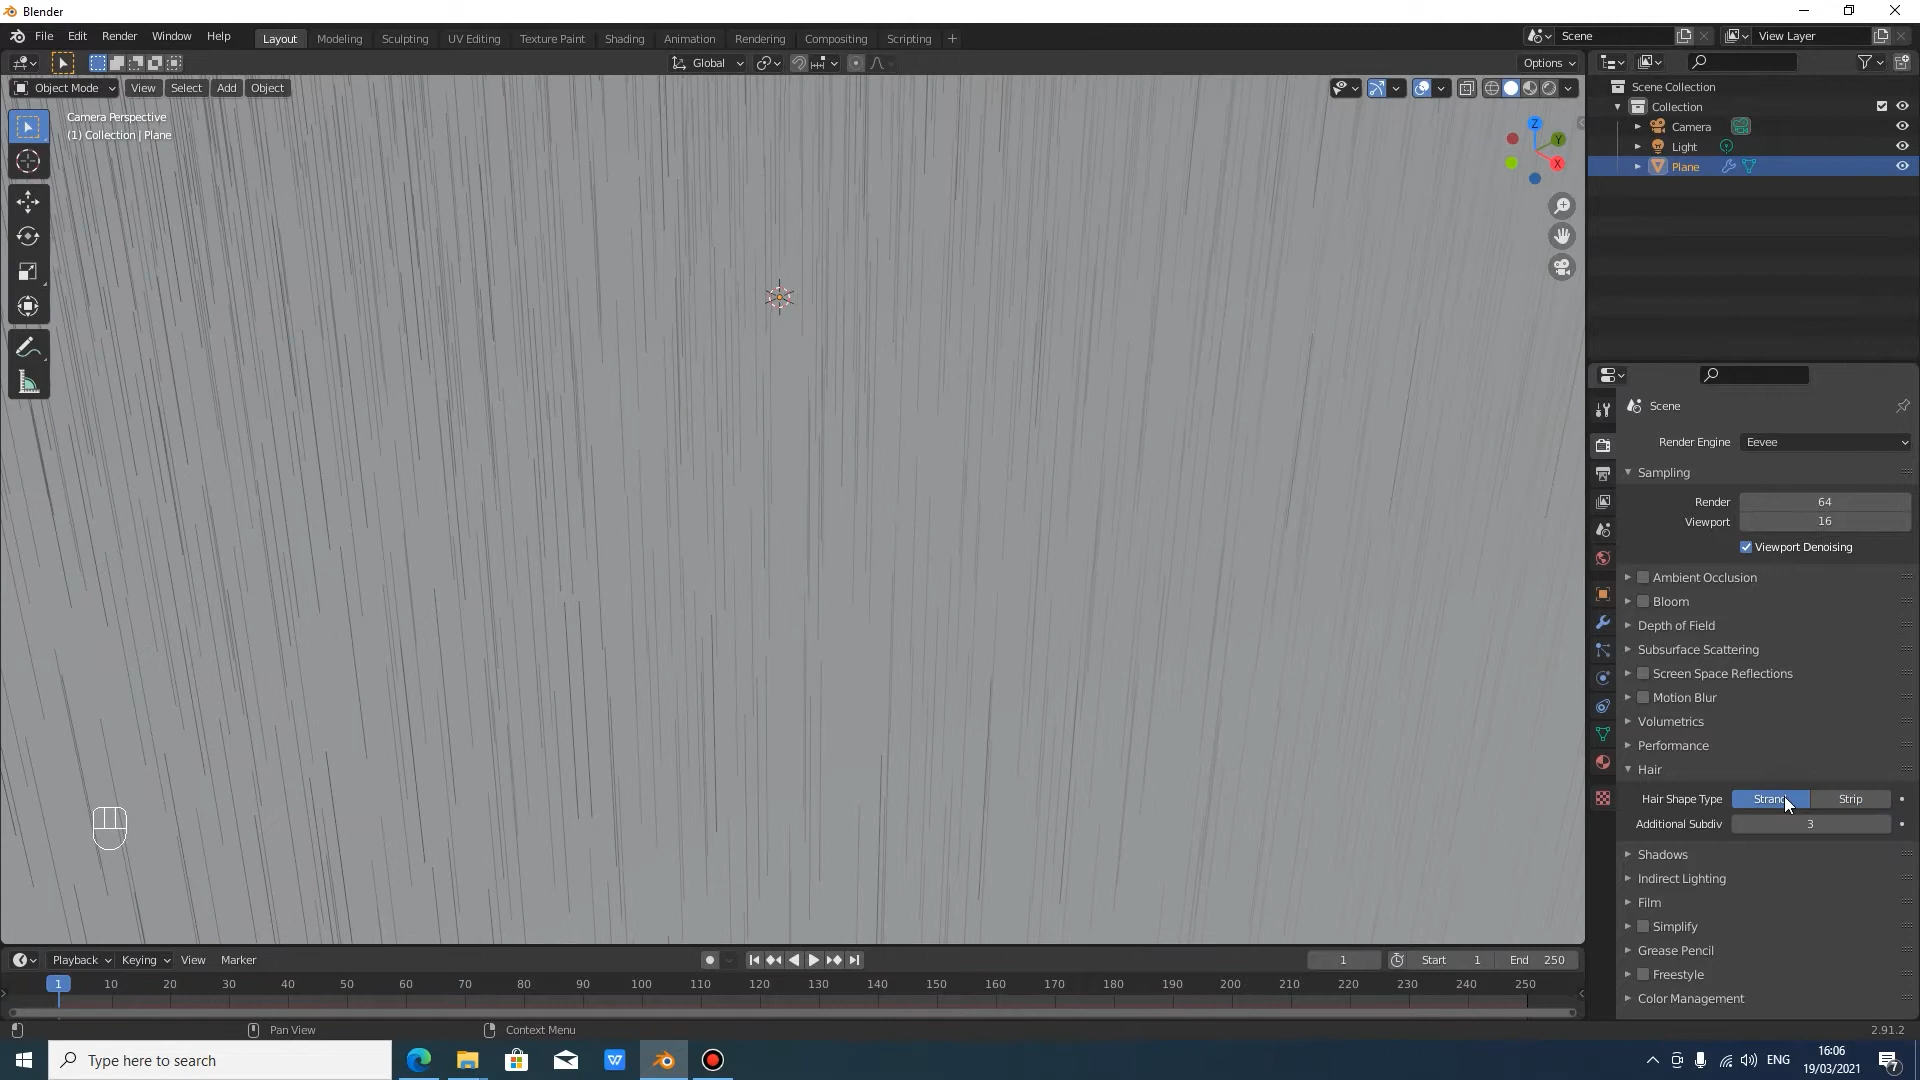 Blender
File Edit Render Window Help
Layout Modeling Sculpting UV Editing Texture Paint Shading Animation Rendering Compositing Scripting +
Scene View Layer
Global Options
Object Mode View Select Add Object
Camera Perspective
(1) Collection | Plane
Z
Y
X
Scene Collection
Collection
Camera
Light
Plane
Scene
Render Engine Eevee
Sampling
Render 64
Viewport 16
Viewport Denoising
Ambient Occlusion
Bloom
Depth of Field
Subsurface Scattering
Screen Space Reflections
Motion Blur
Volumetrics
Performance
Hair
Hair Shape Type Strand Strip
Additional Subdiv 3
Shadows
Indirect Lighting
Film
Simplify
Grease Pencil
Freestyle
Color Management
Playback Keying View Marker 1 Start 1 End 250
1 10 20 30 40 50 60 70 80 90 100 110 120 130 140 150 160 170 180 190 200 210 220 230 240 250
Pan View Context Menu 2.91.2
Type here to search
ENG
16:06
19/03/2021
7